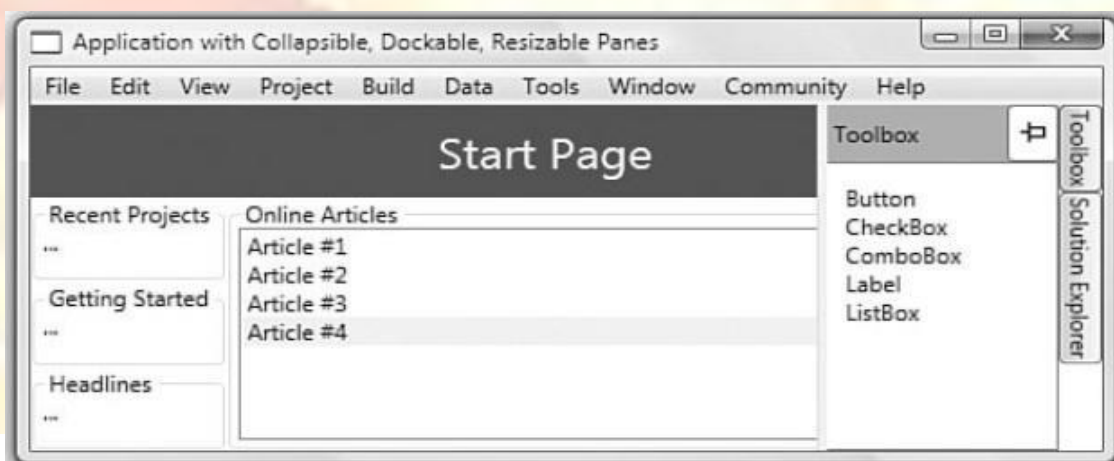 Application with Collapsible, Dockable, Resizable Panes
File Edit View Project Build Data Tools Window Community Help
Start Page
Recent Projects
...
Getting Started
...
Headlines
...
Online Articles
Article #1
Article #2
Article #3
Article #4
Toolbox
Button
CheckBox
ComboBox
Label
ListBox
Toolbox
Solution Explorer